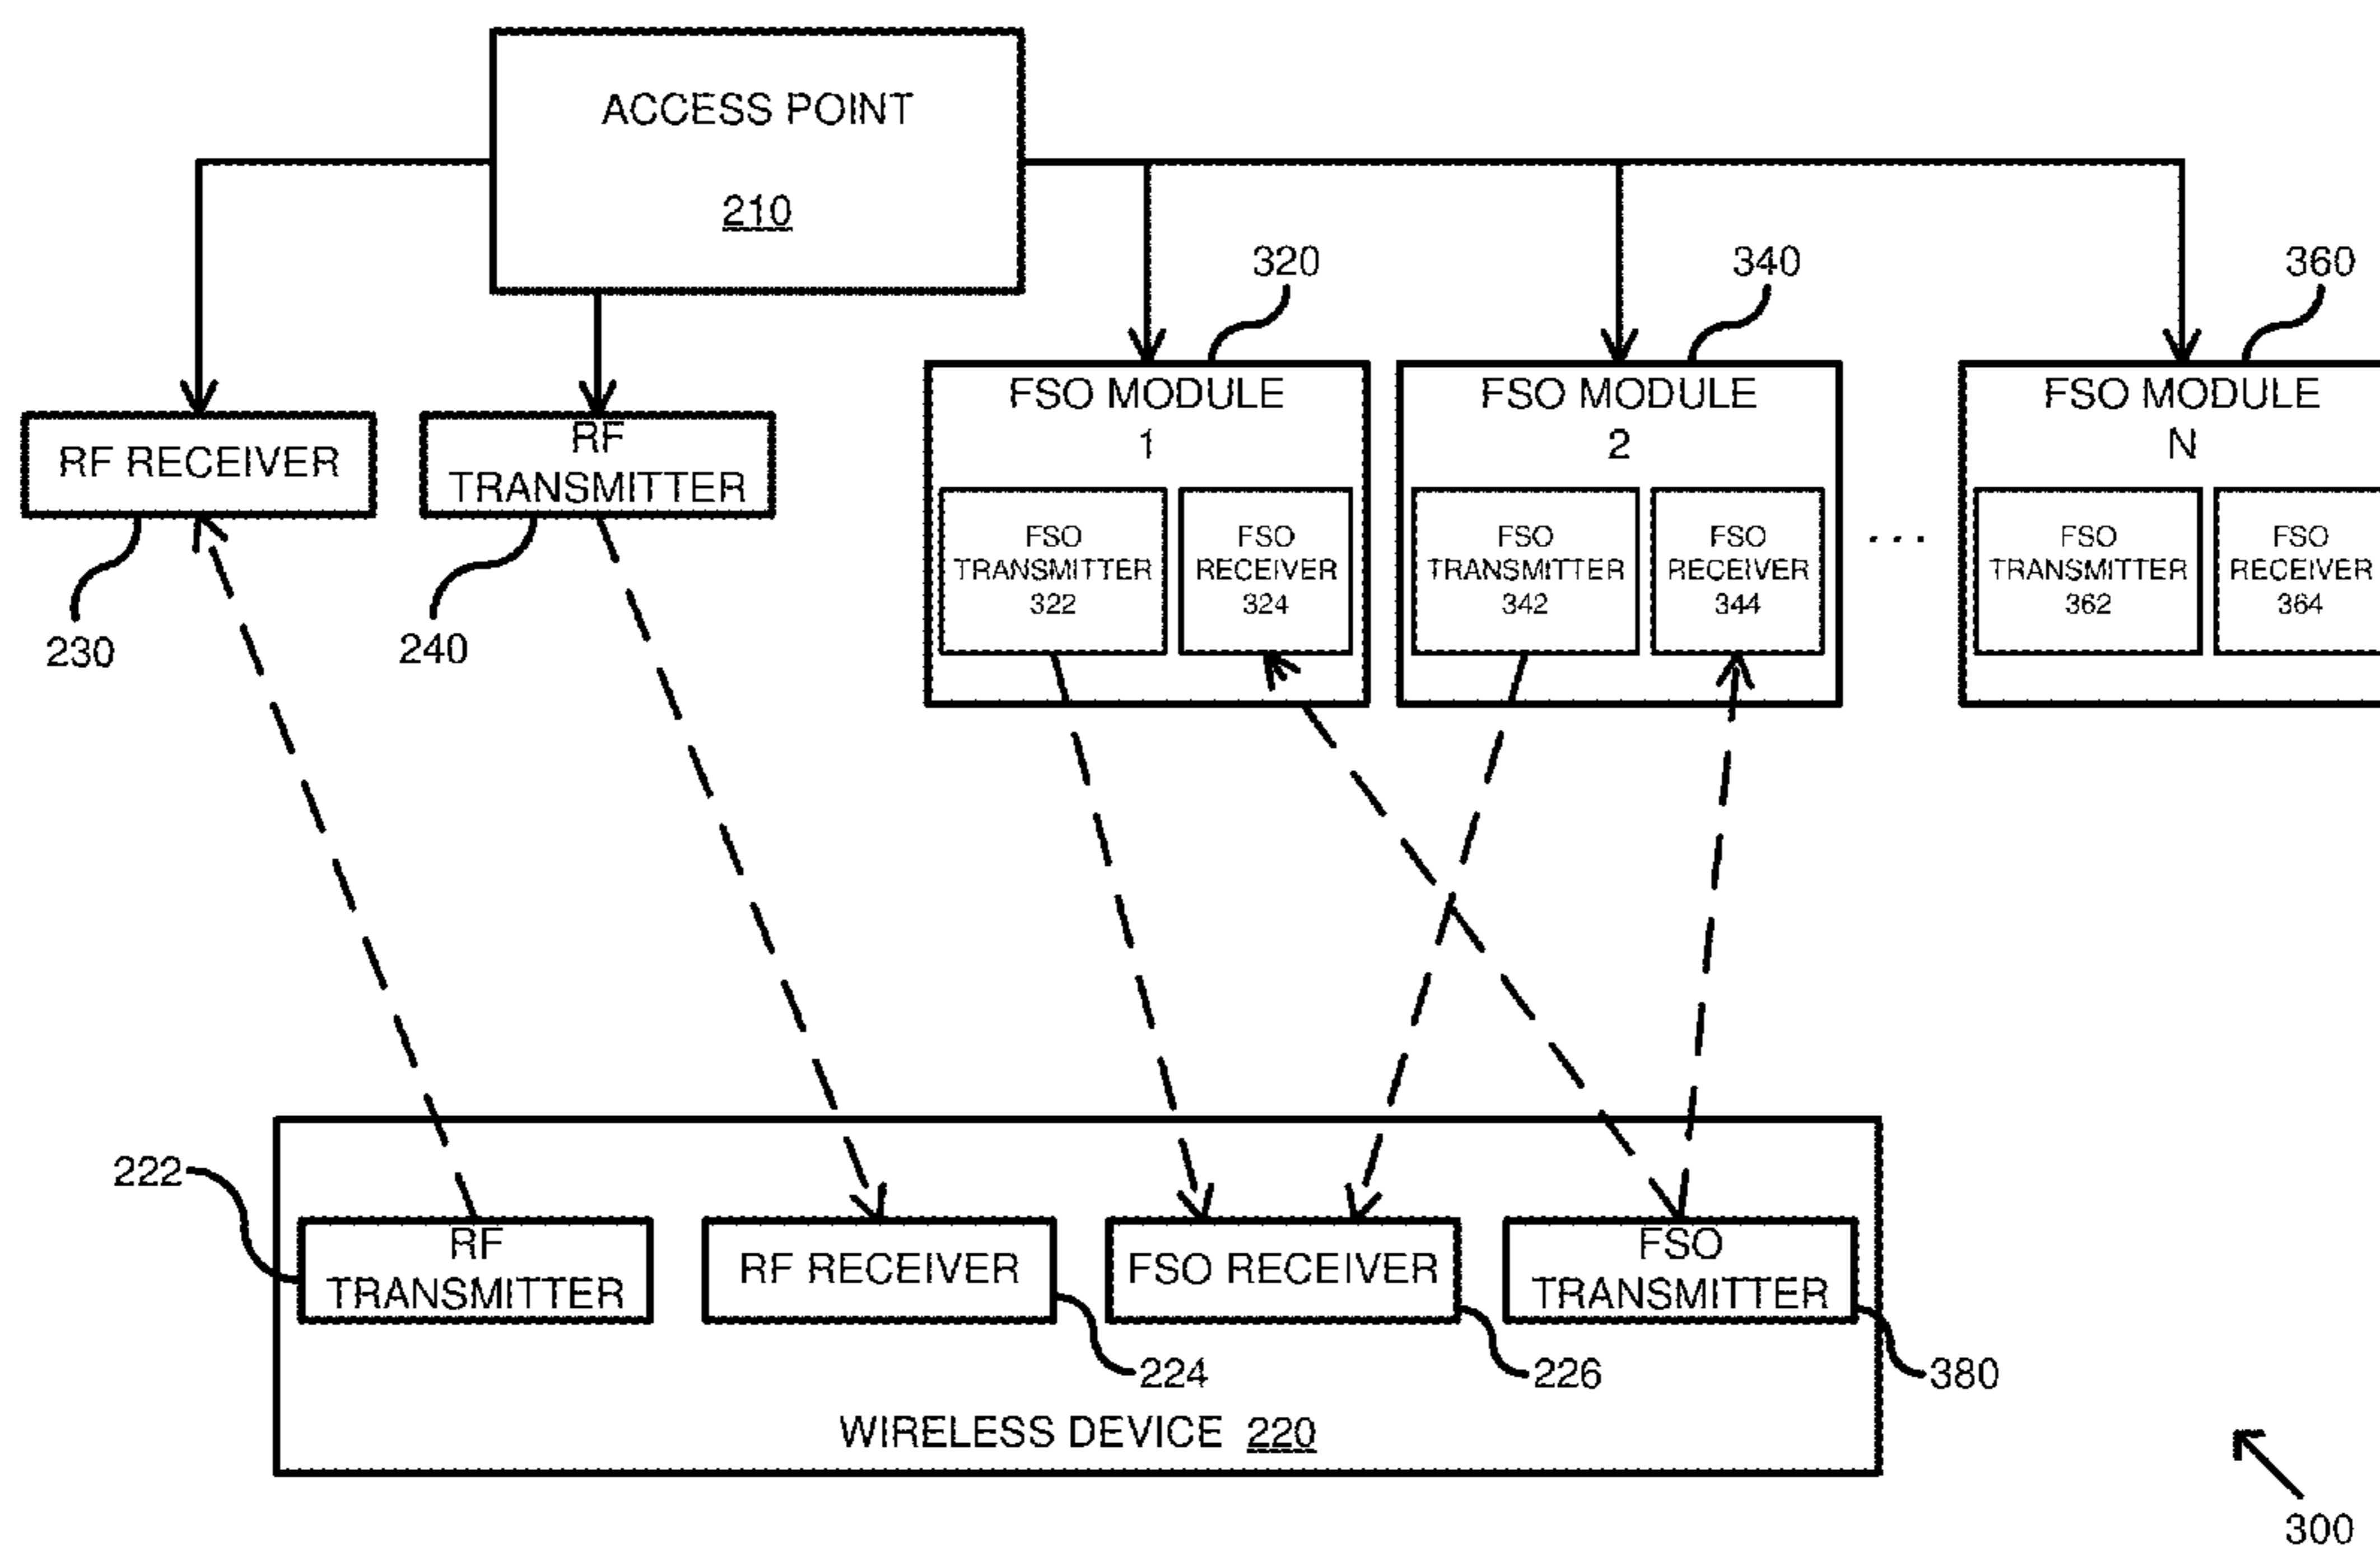 ACCESS POINT
210
320
340
360
RF RECEIVER
230
RF
TRANSMITTER
240
FSO MODULE
1
FSO
TRANSMITTER
322
FSO
RECEIVER
324
FSO MODULE
2
FSO
TRANSMITTER
342
FSO
RECEIVER
344
...
FSO MODULE
N
FSO
TRANSMITTER
362
FSO
RECEIVER
364
222
RF
TRANSMITTER
RF RECEIVER
224
FSO RECEIVER
226
FSO
TRANSMITTER
380
WIRELESS DEVICE 220
300